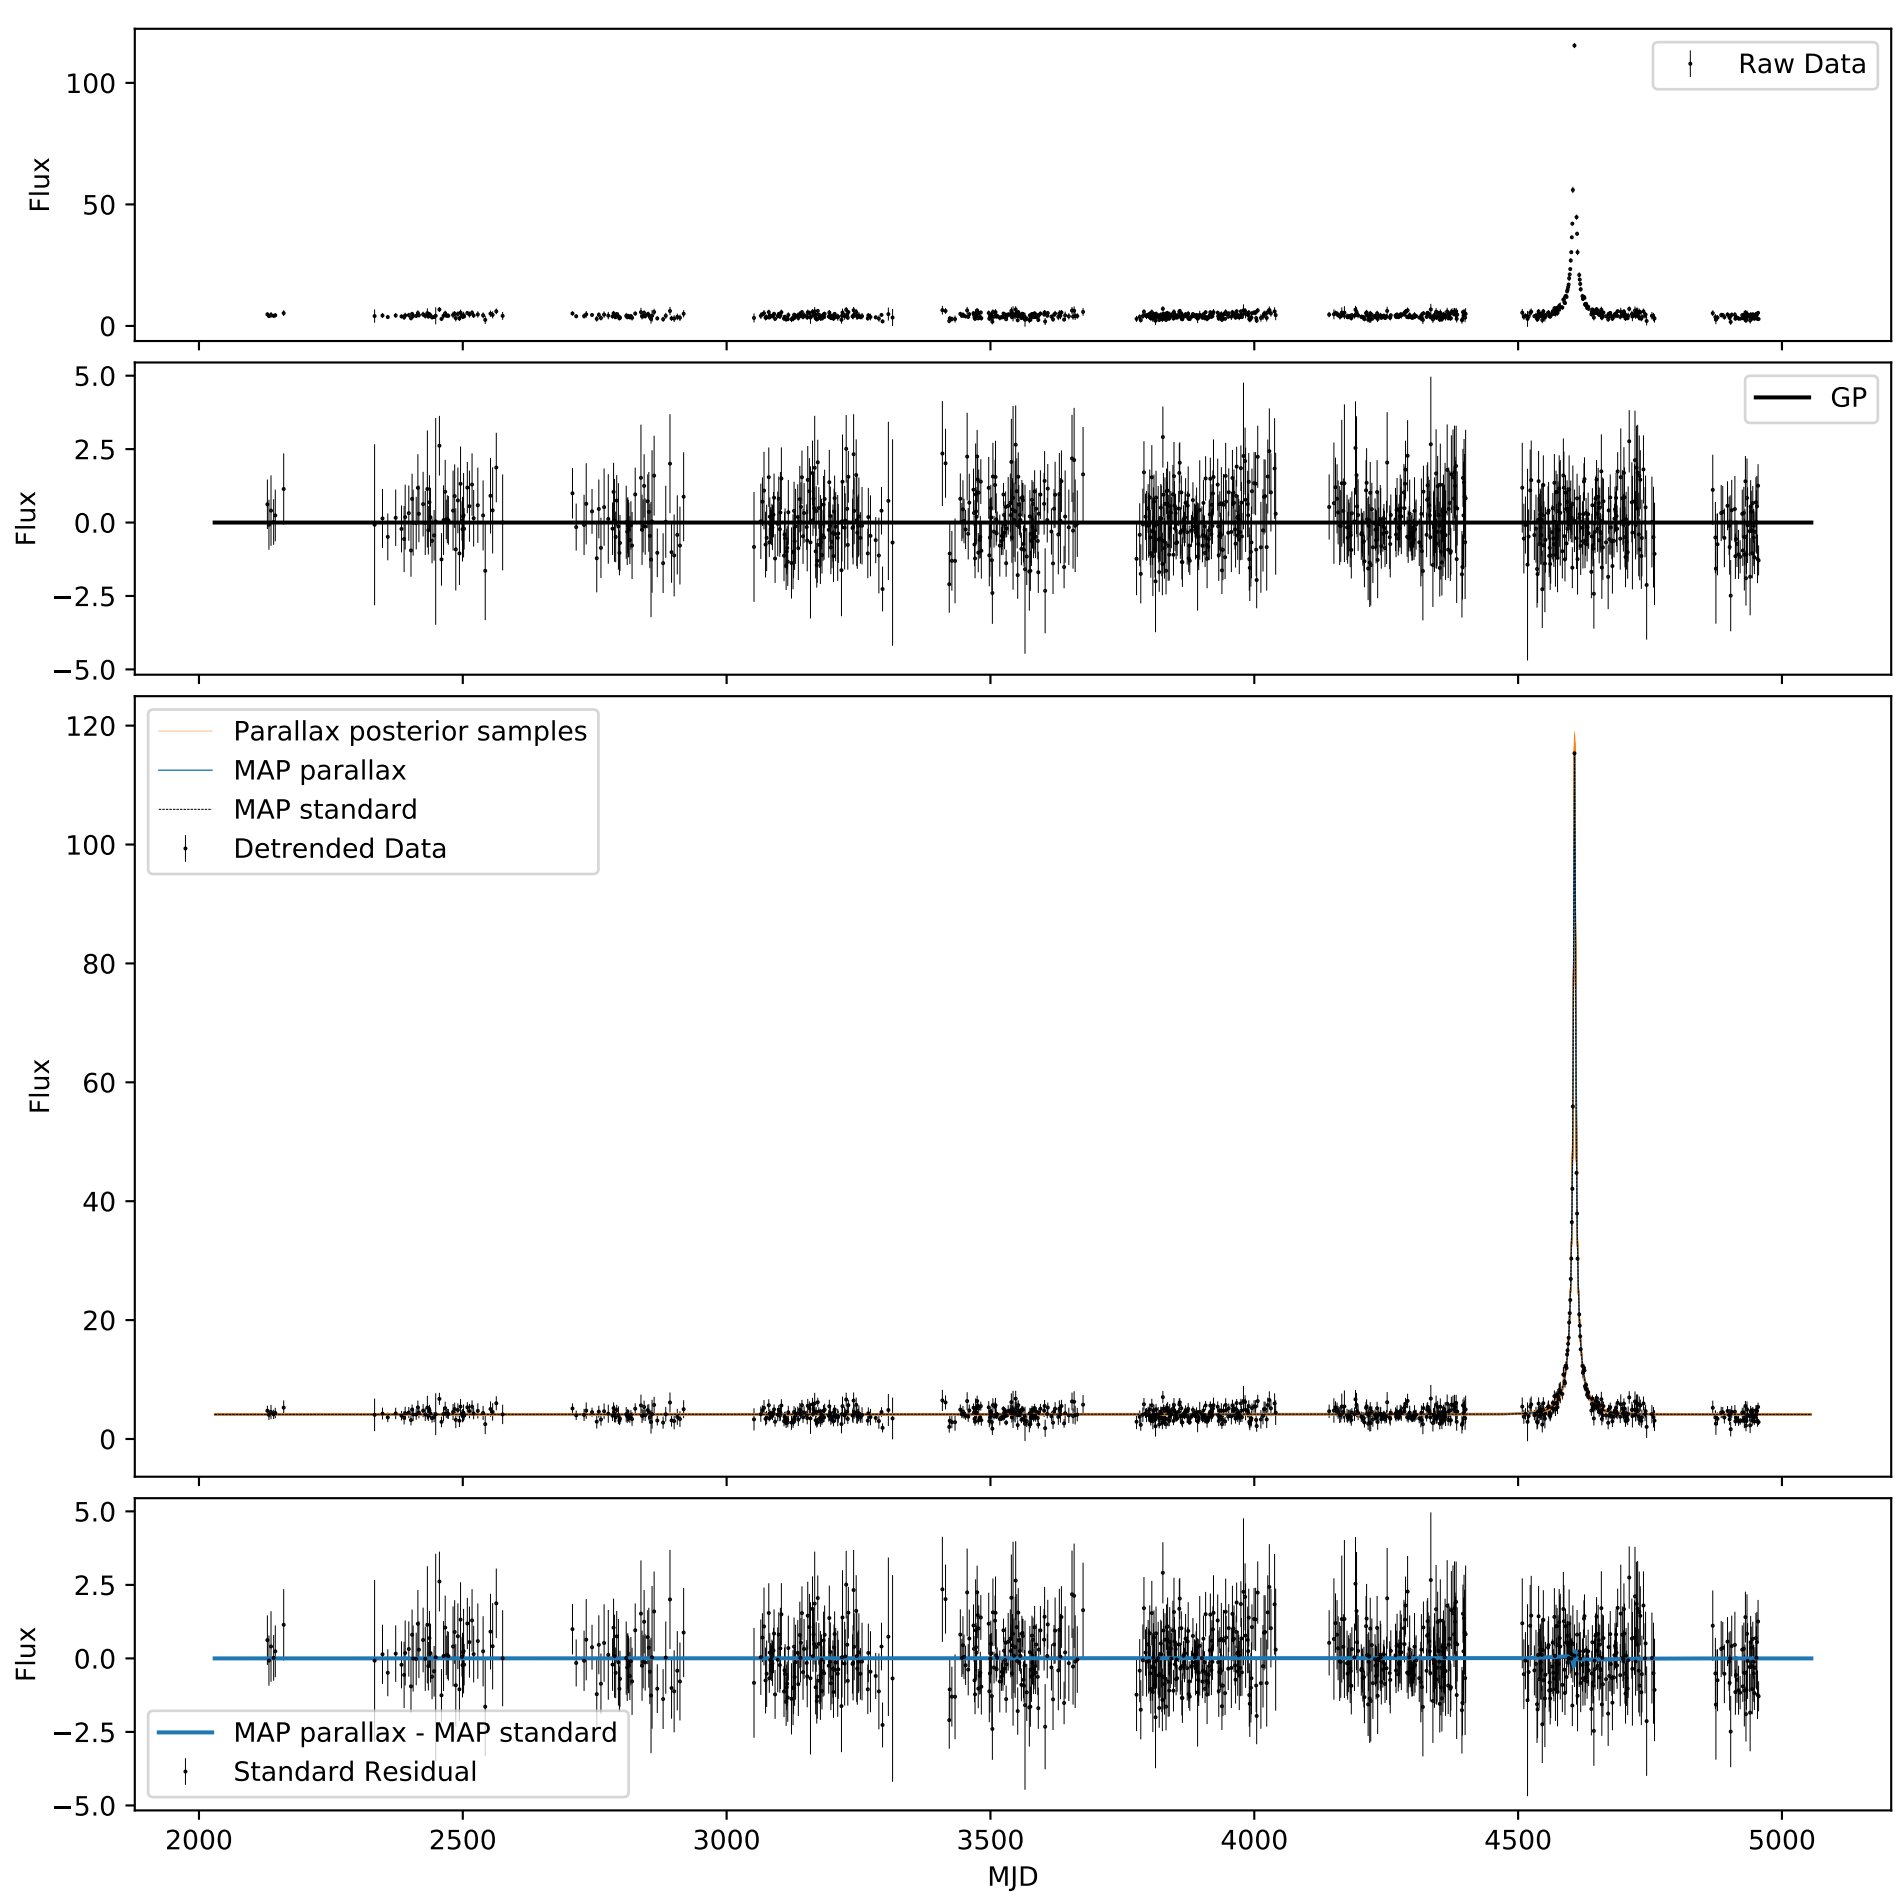 100
50
0
Flux
Raw Data
5.0
2.5
0.0
−2.5
−5.0
Flux
GP
120
100
80
60
40
20
0
Flux
Parallax posterior samples
MAP parallax
MAP standard
Detrended Data
5.0
2.5
0.0
−2.5
−5.0
Flux
MAP parallax - MAP standard
Standard Residual
2000 2500 3000 3500 4000 4500 5000
MJD